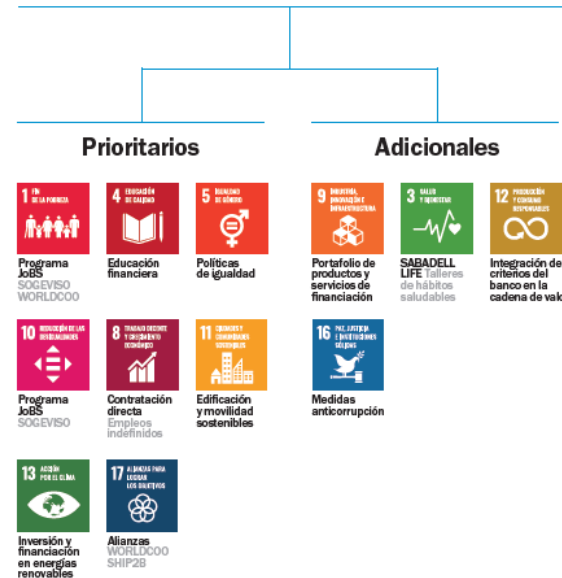 Prioritarios
1 FIN
DE LA POBREZA
Programa
JoBS
SOGEVISO
WORLDCOO
4 EDUCACIÓN
DE CALIDAD
Educación
financiera
5 IGUALDAD
DE GÉNERO
Políticas
de igualdad
10 REDUCCIÓN DE LAS
DESIGUALDADES
Programa
JoBS
SOGEVISO
8 TRABAJO DECENTE
Y CRECIMIENTO
ECONÓMICO
Contratación
directa
Empleos
indefinidos
11 CIUDADES Y
COMUNIDADES
SOSTENIBLES
Edificación
y movilidad
sostenibles
13 ACCIÓN
POR EL CLIMA
Inversión y
financiación
en energías
renovables
17 ALIANZAS PARA
LOGRAR
LOS OBJETIVOS
Alianzas
WORLDCOO
SHIP2B
Adicionales
9 INDUSTRIA,
INNOVACIÓN E
INFRAESTRUCTURA
Portafolio de
productos y
servicios de
financiación
3 SALUD
Y BIENESTAR
SABADELL
LIFE Talleres
de hábitos
saludables
12 PRODUCCIÓN
Y CONSUMO
RESPONSABLES
Integración de
criterios del
banco en la
cadena de valo
16 PAZ, JUSTICIA
E INSTITUCIONES
SÓLIDAS
Medidas
anticorrupción